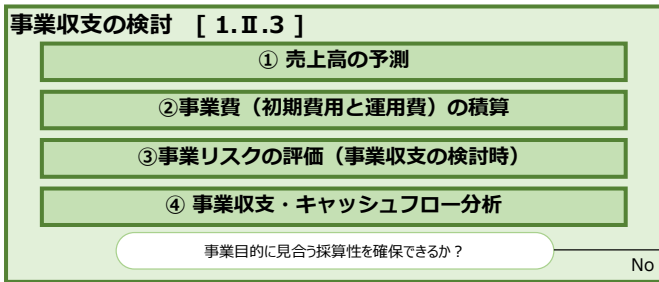 事業収支の検討 [ 1.Ⅱ.3 ]
① 売上高の予測
②事業費（初期費用と運用費）の積算
③事業リスクの評価（事業収支の検討時）
④ 事業収支・キャッシュフロー分析
事業目的に見合う採算性を確保できるか？
No